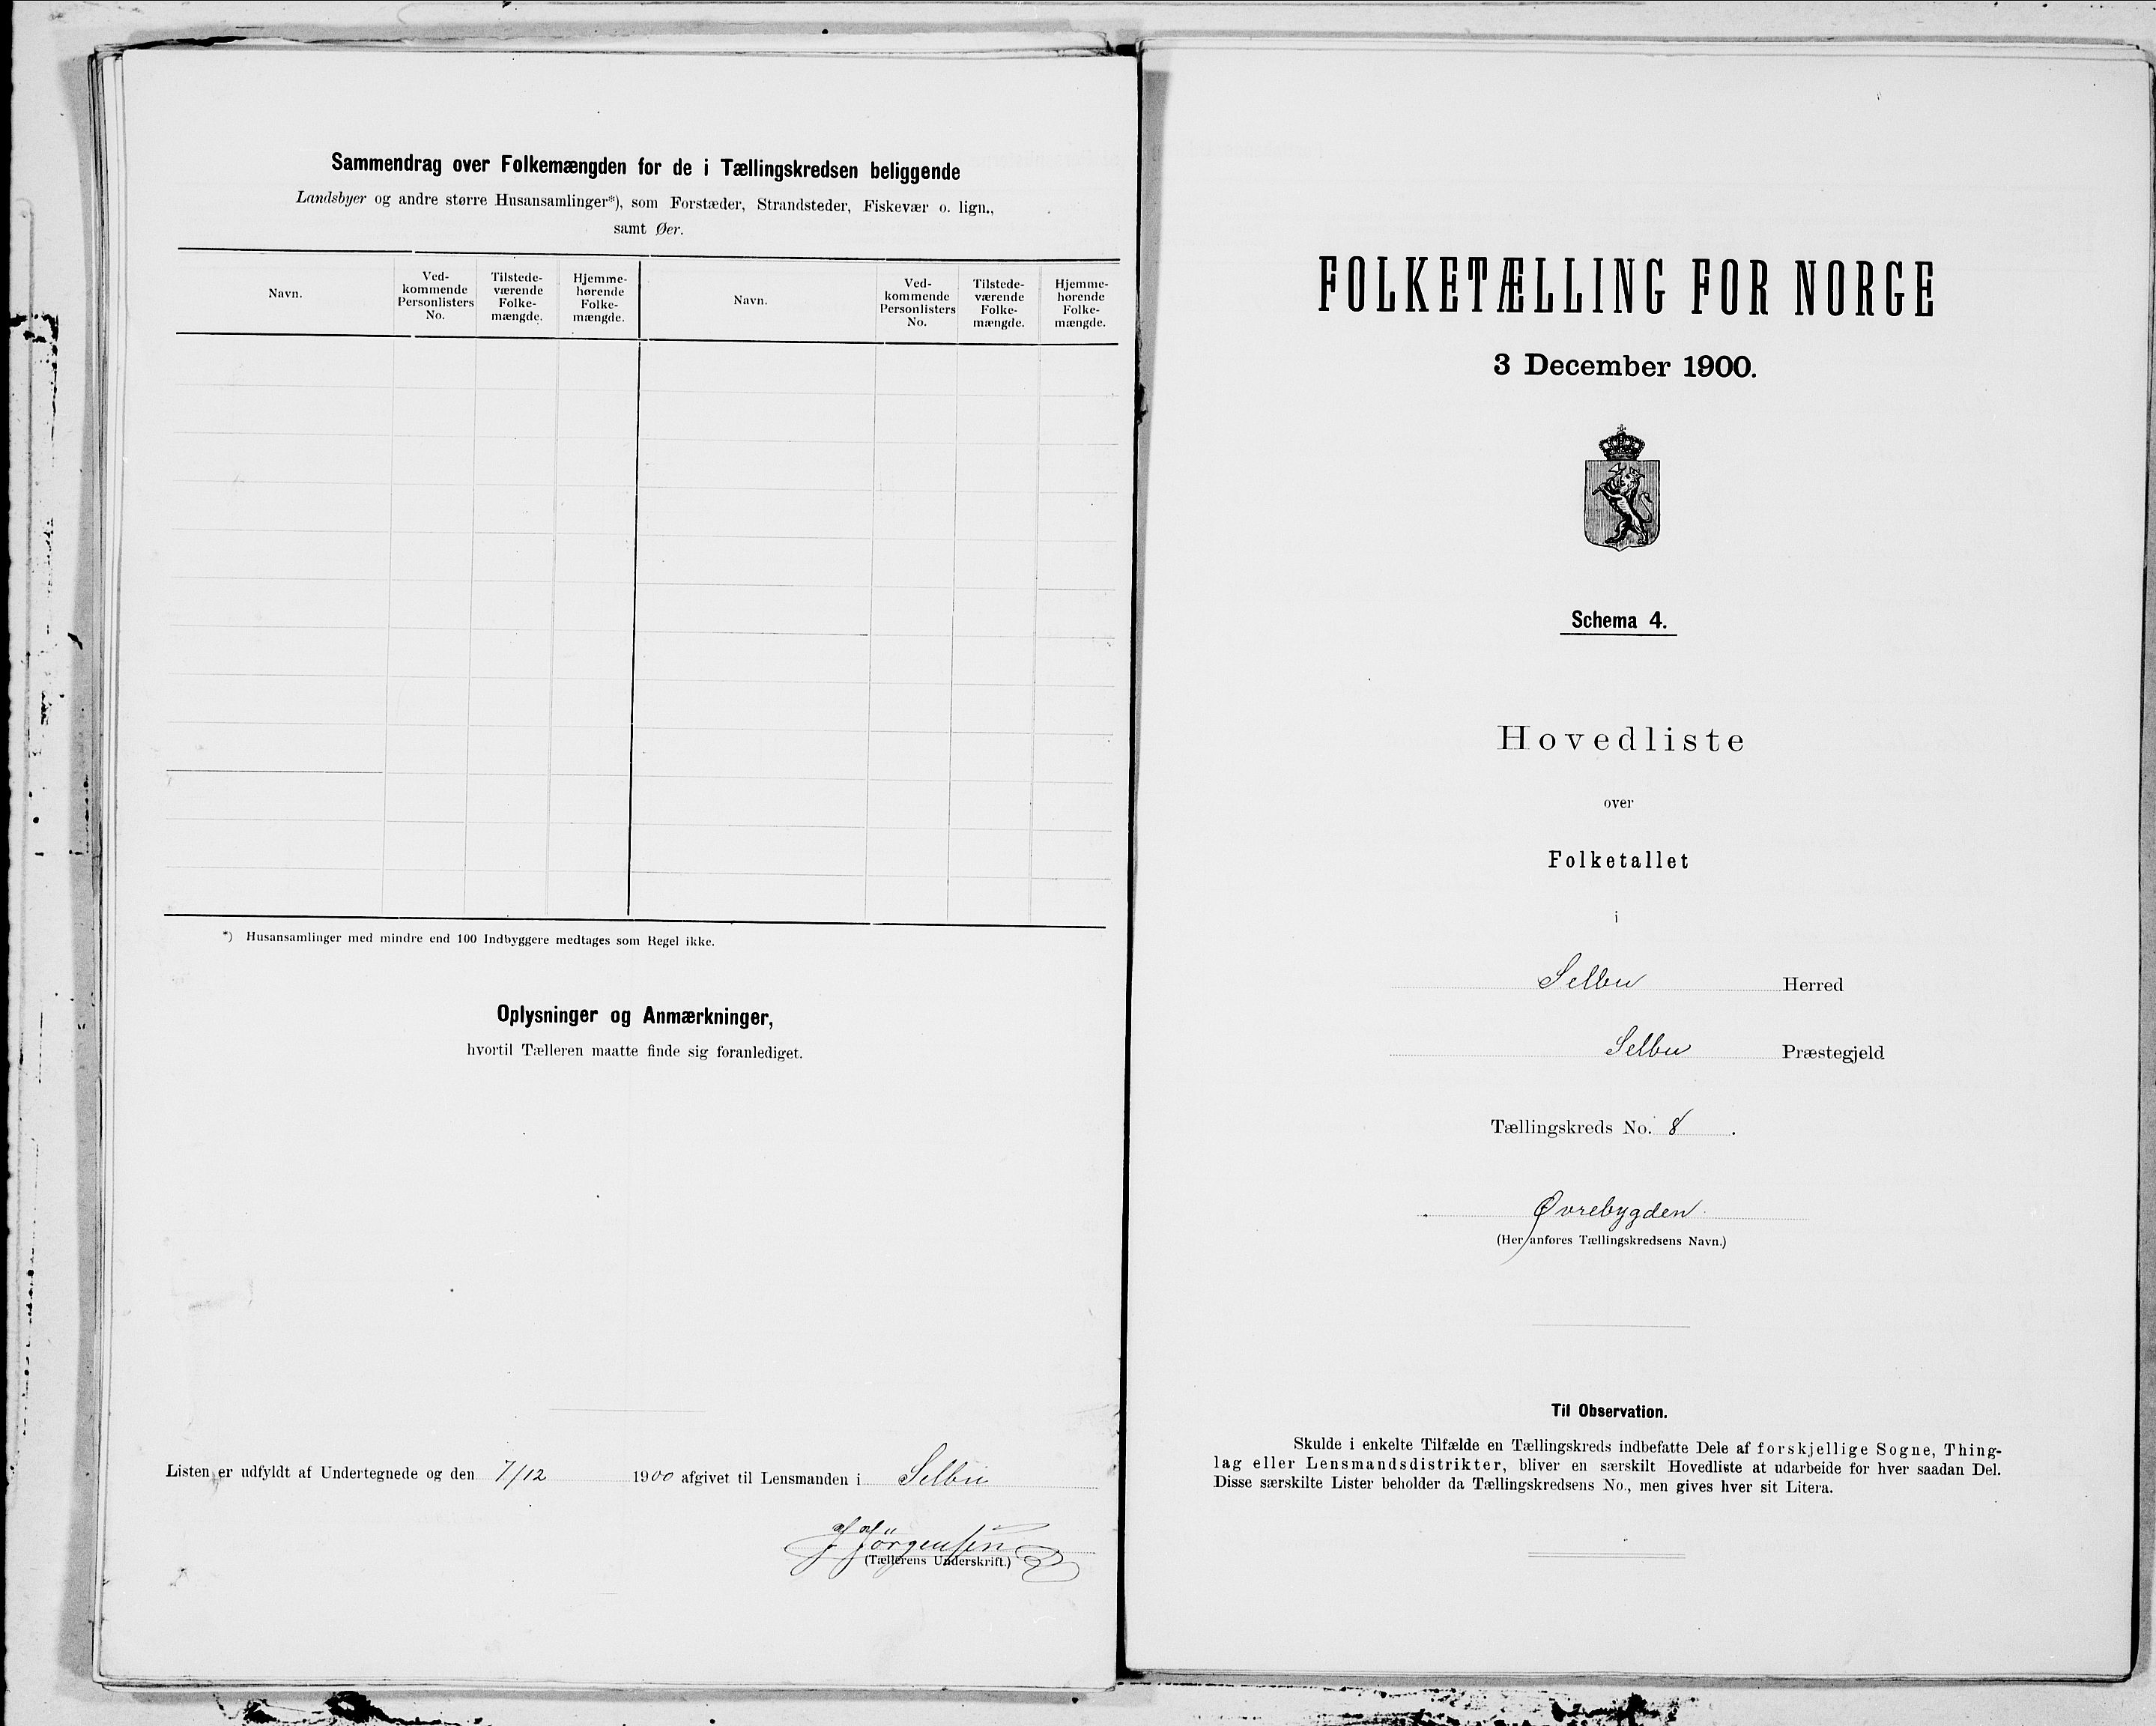 Sammendrag over Folkemængden for de i Tællingskredsen beliggende
Landsbyer og andre større Husansamlinger*), som Forstæder, Strandsteder, Fiskevær o. lign.,
samt Øer.
Navn.
Ved-
kommende
Personlisters
No.
Tilstede-
værende
Folke-
mængde.
Hjemme-
hørende
Folke-
mængde.
Navn.
Ved-
kommende
Personlisters
No.
Tilstede-
værende
Folke-
mængde.
Hjemme-
hørende
Folke-
mængde.
*) Husansamlinger med mindre end 100 Indbyggere medtages som Regel ikke.
Oplysninger og Anmærkninger,
hvortil Tælleren maatte finde sig foranlediget.
Listen er udfyldt af Undertegnede og den 7/12 1900 afgivet til Lensmanden i Selbu
J Jörgensen
(Tællerens Underskrift.)
FOLKETÆLLING FOR NORGE
3 December 1900.
Schema 4.
Hovedliste
over
Folketallet
i
Selbu Herred
Selbu Præstegjeld
Tællingskreds No. 8.
Øvrebygden
(Her anføres Tællingskredsens Navn.)
Til Observation.
Skulde i enkelte Tilfælde en Tællingskreds indbefatte Dele af forskjellige Sogne, Thing-
lag eller Lensmandsdistrikter, bliver en særskilt Hovedliste at udarbeide for hver saadan Del.
Disse særskilte Lister beholder da Tællingskredsens No., men gives hver sit Litera.